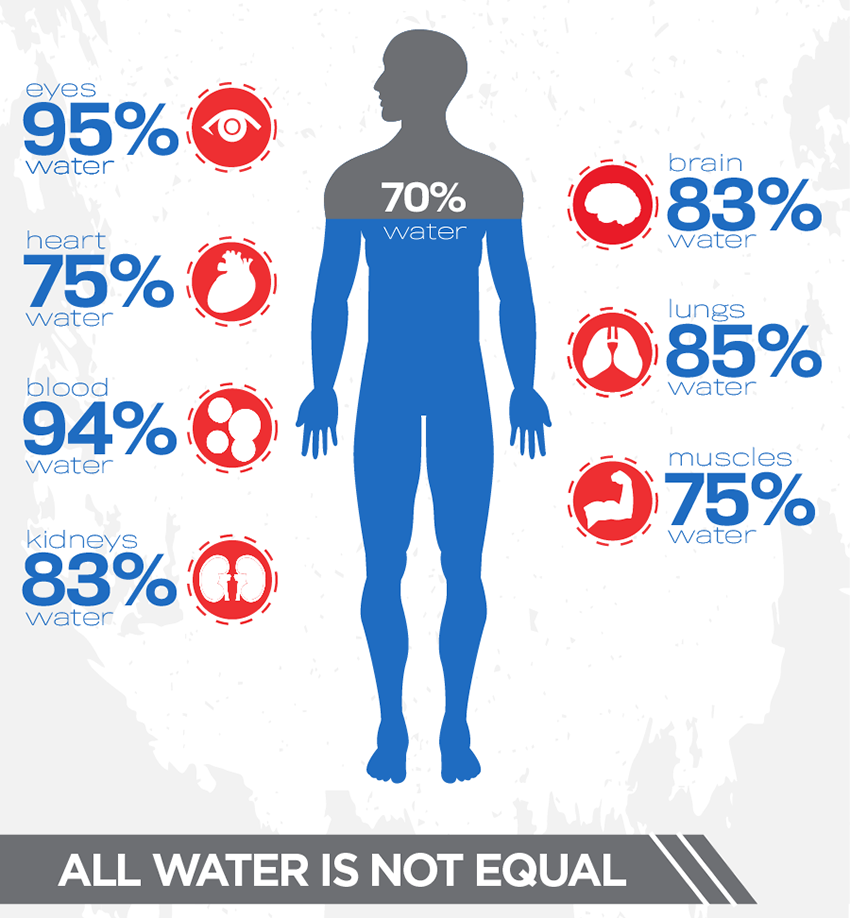 eyes
95%
water
heart
75%
water
blood
94%
water
kidneys
83%
water
70%
water
brain
83%
water
lungs
85%
water
muscles
75%
water
ALL WATER IS NOT EQUAL